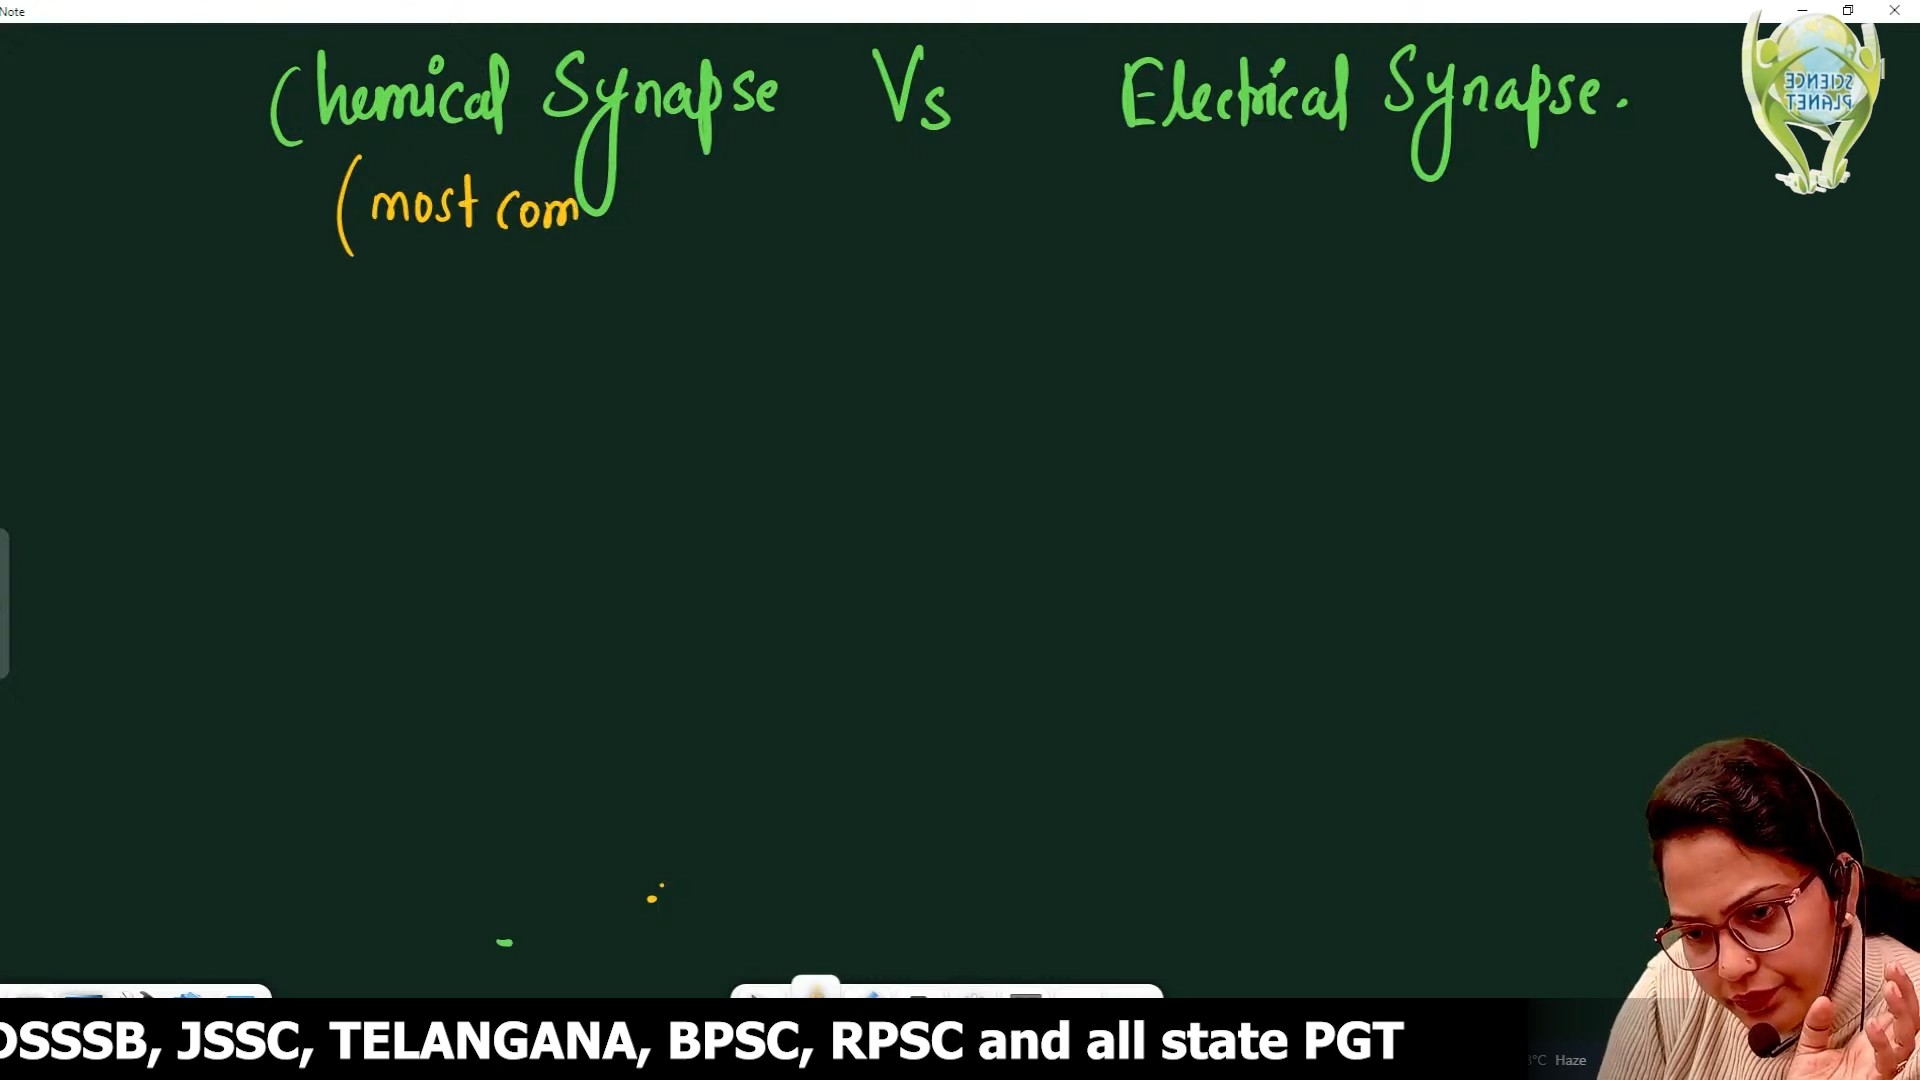 Note
Chemical Synapse Vs Electrical Synapse.
(most com
SCIENCE
PLANET
DSSSB, JSSC, TELANGANA, BPSC, RPSC and all state PGT
3°C Haze